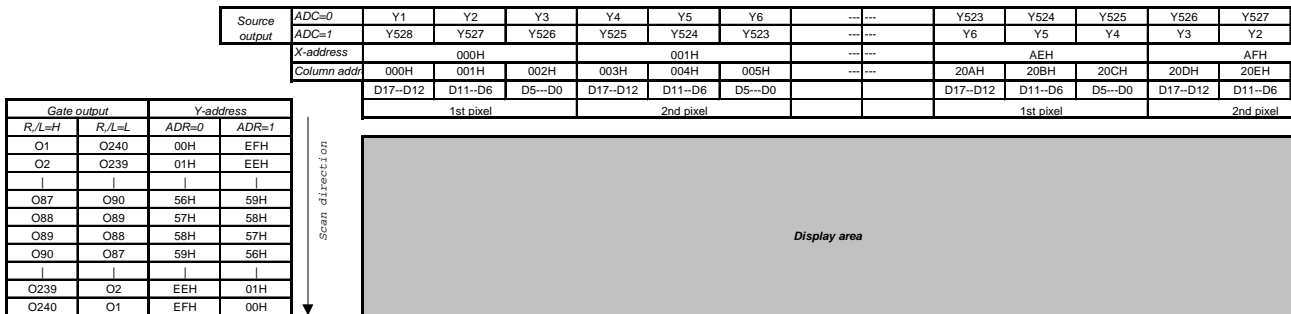 Source output ADC=0 Y1 Y2 Y3 Y4 Y5 Y6 --- --- Y523 Y524 Y525 Y526 Y527
ADC=1 Y528 Y527 Y526 Y525 Y524 Y523 --- --- Y6 Y5 Y4 Y3 Y2
X-address 000H 001H --- --- AEH AFH
Column addr 000H 001H 002H 003H 004H 005H --- --- 20AH 20BH 20CH 20DH 20EH
D17--D12 D11--D6 D5---D0 D17--D12 D11--D6 D5---D0 D17--D12 D11--D6 D5---D0 D17--D12 D11--D6
1st pixel 2nd pixel 1st pixel 2nd pixel
Gate output Y-address
R,/L=H R,/L=L ADR=0 ADR=1
O1 O240 00H EFH
O2 O239 01H EEH
| | | |
O87 O90 56H 59H
O88 O89 57H 58H
O89 O88 58H 57H
O90 O87 59H 56H
| | | |
O239 O2 EEH 01H
O240 O1 EFH 00H
Scan direction
Display area